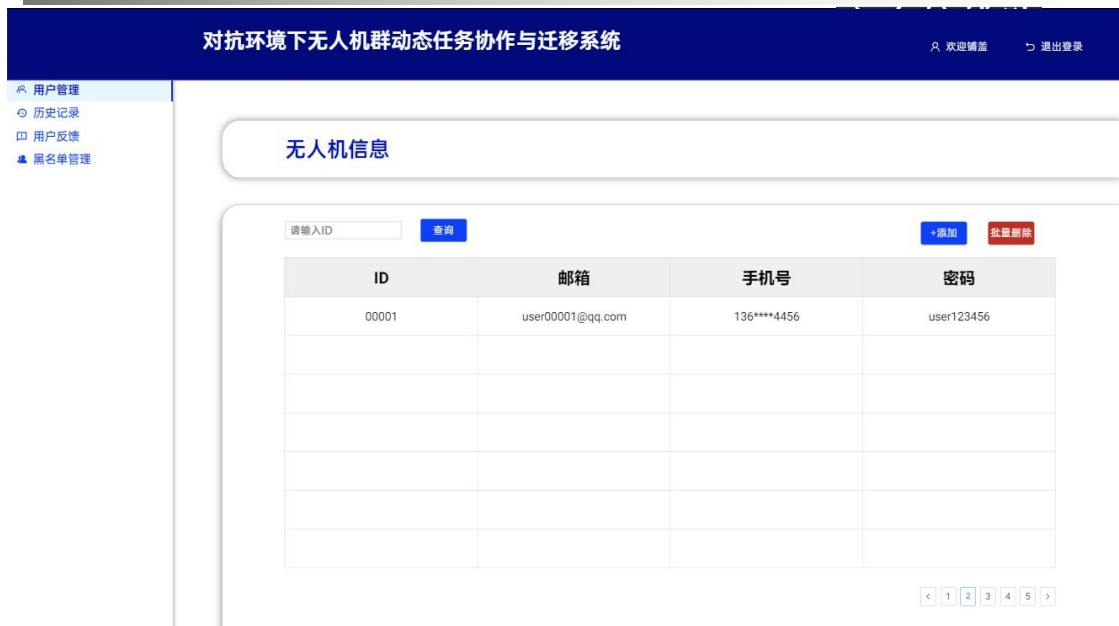 对抗环境下无人机群动态任务协作与迁移系统
欢迎铺盖 退出登录
用户管理
历史记录
用户反馈
黑名单管理
无人机信息
请输入ID 查询 +添加 批量删除
ID 邮箱 手机号 密码
00001 user00001@qq.com 136****4456 user123456
< 1 2 3 4 5 >